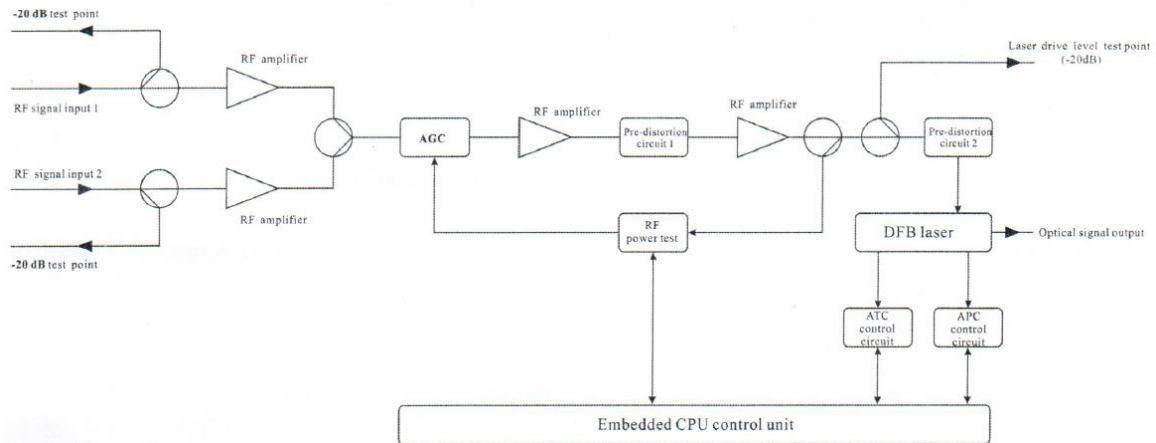 -20 dB test point
RF amplifier
RF signal input 1
RF signal input 2
RF amplifier
-20 dB test point
AGC
RF amplifier
Pre-distortion
circuit 1
RF amplifier
Laser drive level test point
(-20dB)
Pre-distortion
circuit 2
RF
power test
DFB laser
Optical signal output
ATC
control
circuit
APC
control
circuit
Embedded CPU control unit